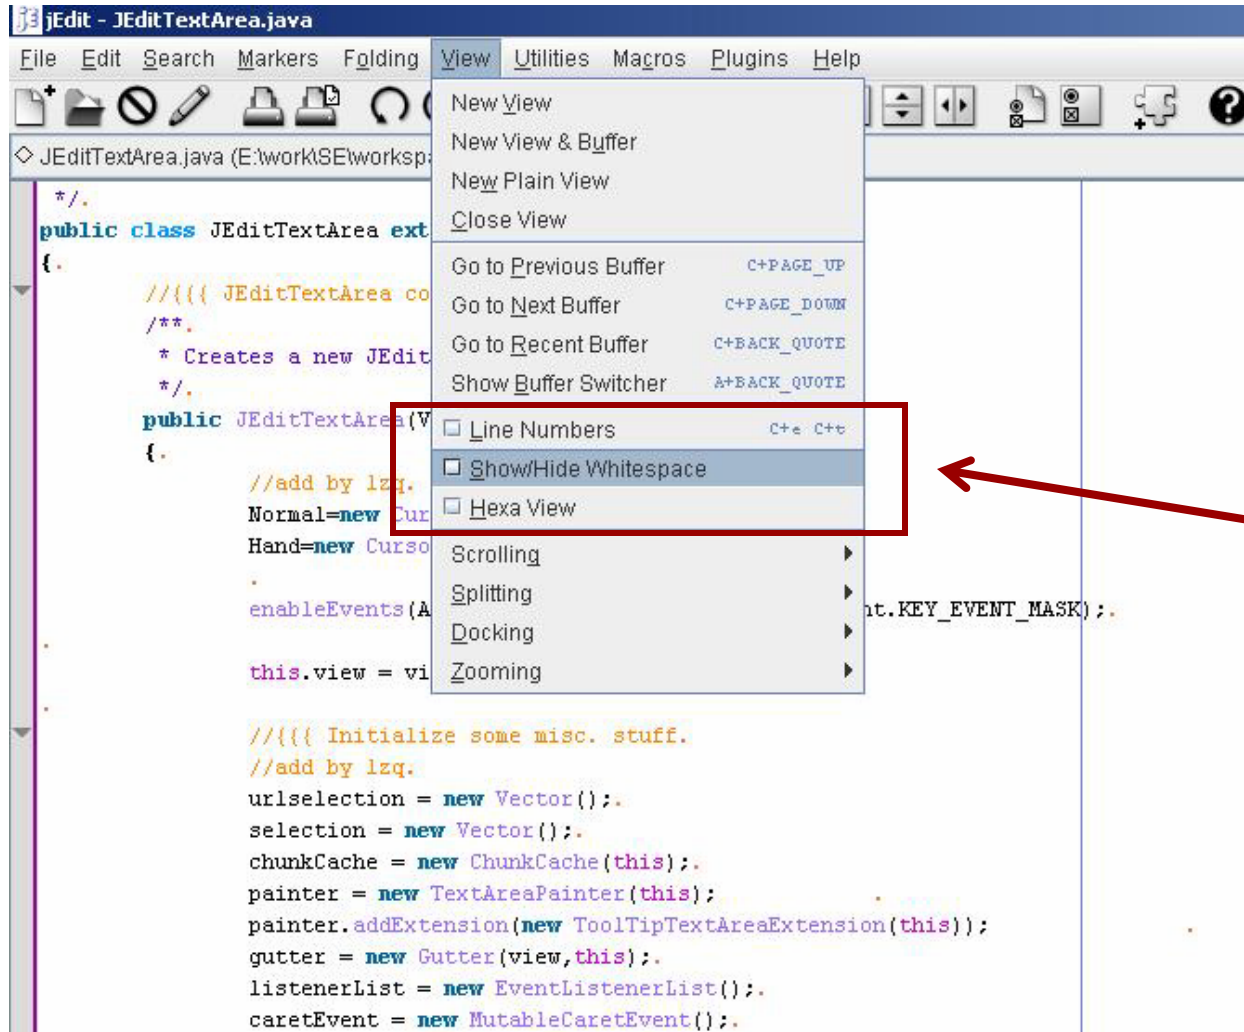 jEdit - JEditTextArea.java
File Edit Search Markers Folding View Utilities Macros Plugins Help
JEditTextArea.java (E:\work\SE\worksp
New View
New View & Buffer
New Plain View
Close View
Go to Previous Buffer C+PAGE_UP
Go to Next Buffer C+PAGE_DOWN
Go to Recent Buffer C+BACK_QUOTE
Show Buffer Switcher A+BACK_QUOTE
Line Numbers C+e C+t
Show/Hide Whitespace
Hexa View
Scrolling
Splitting
Docking
Zooming
*/.
public class JEditTextArea ext
{.
//{{{ JEditTextArea co
/**.
* Creates a new JEdit
*/.
public JEditTextArea(V
{.
//add by lzq.
Normal=new Cur
Hand=new Curso
.
enableEvents(A nt.KEY_EVENT_MASK);.
.
this.view = vi
.
//{{{ Initialize some misc. stuff.
//add by lzq.
urlselection = new Vector();.
selection = new Vector();.
chunkCache = new ChunkCache(this);.
painter = new TextAreaPainter(this); .
painter.addExtension(new ToolTipTextAreaExtension(this)); .
gutter = new Gutter(view,this);.
listenerList = new EventListenerList();.
caretEvent = new MutableCaretEvent();.